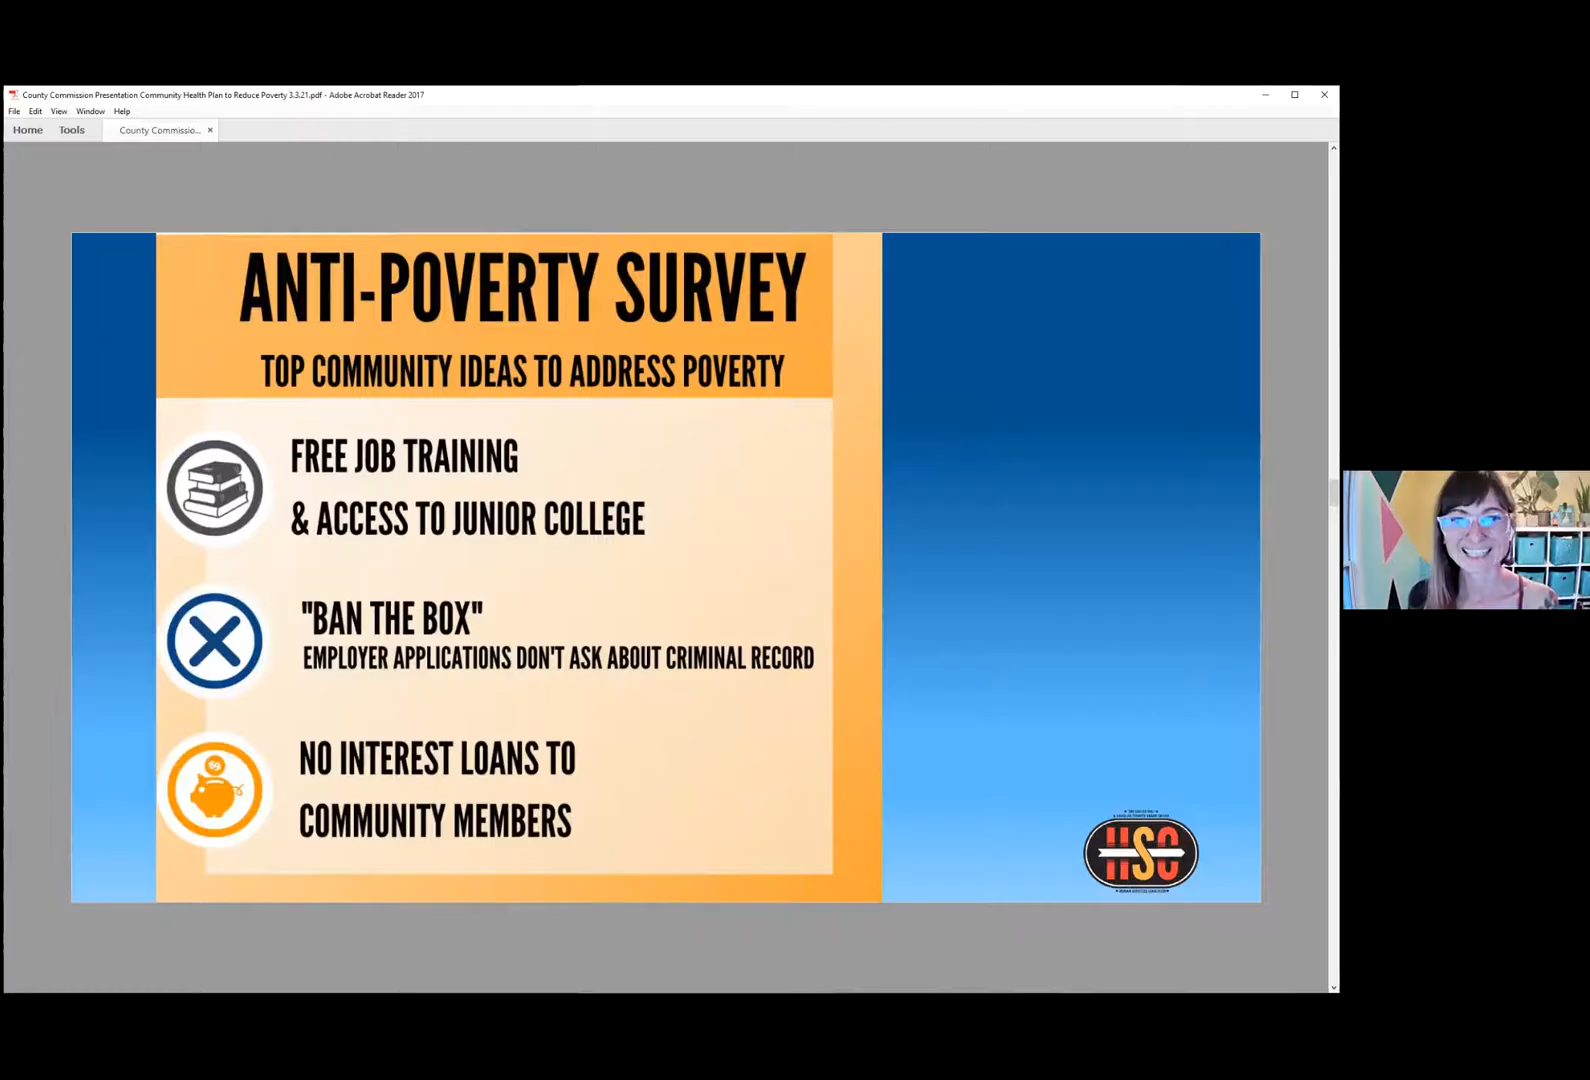 County Commission Presentation Community Health Plan to Reduce Poverty 3.3.21.pdf - Adobe Acrobat Reader 2017
File Edit View Window Help
Home Tools County Commissio... ×
ANTI-POVERTY SURVEY
TOP COMMUNITY IDEAS TO ADDRESS POVERTY
FREE JOB TRAINING
& ACCESS TO JUNIOR COLLEGE
"BAN THE BOX"
EMPLOYER APPLICATIONS DON'T ASK ABOUT CRIMINAL RECORD
NO INTEREST LOANS TO
COMMUNITY MEMBERS
HSC